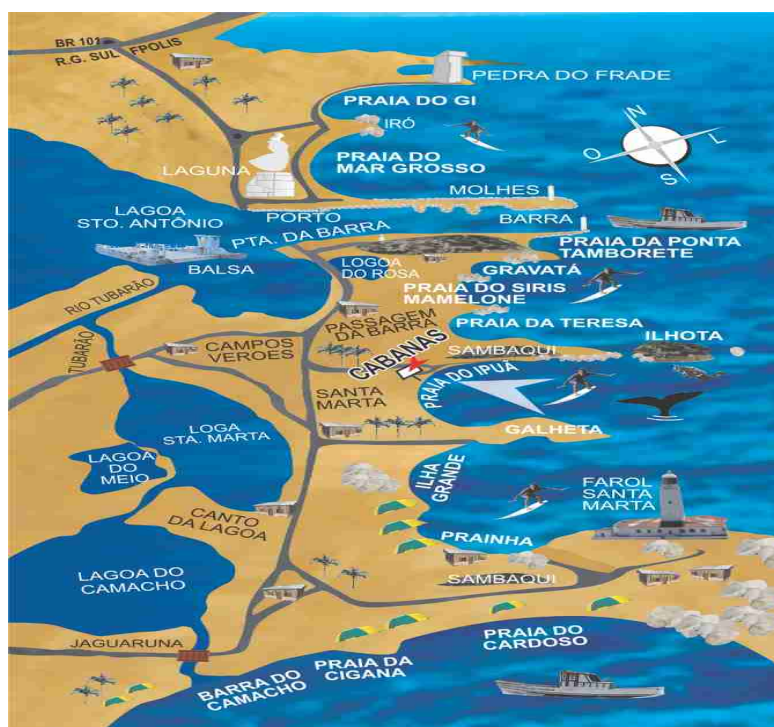 BR 101
R.G. SUL FPOLIS
PEDRA DO FRADE
PRAIA DO GI
IRÓ
PRAIA DO
MAR GROSSO
N
O L
S
LAGUNA
MOLHES
LAGOA
STO. ANTÔNIO
PORTO
BARRA
PTA. DA BARRA
PRAIA DA PONTA
TAMBORETE
BALSA
LOGOA
DO ROSA
GRAVATÁ
PRAIA DO SIRIS
MAMELONE
RIO TUBARÃO
PASSAGEM
DA BARRA
PRAIA DA TERESA
ILHOTA
TUBARÃO
CAMPOS
VEROES
CABANAS
SAMBAQUI
PRAIA DO IPUÃ
SANTA
MARTA
LOGA
STA. MARTA
GALHETA
LAGOA
DO
MEIO
ILHA
GRANDE
FAROL
SANTA
MARTA
CANTO
DA LAGOA
PRAINHA
LAGOA DO
CAMACHO
SAMBAQUI
JAGUARUNA
PRAIA DO
CARDOSO
PRAIA DA
CIGANA
BARRA DO
CAMACHO